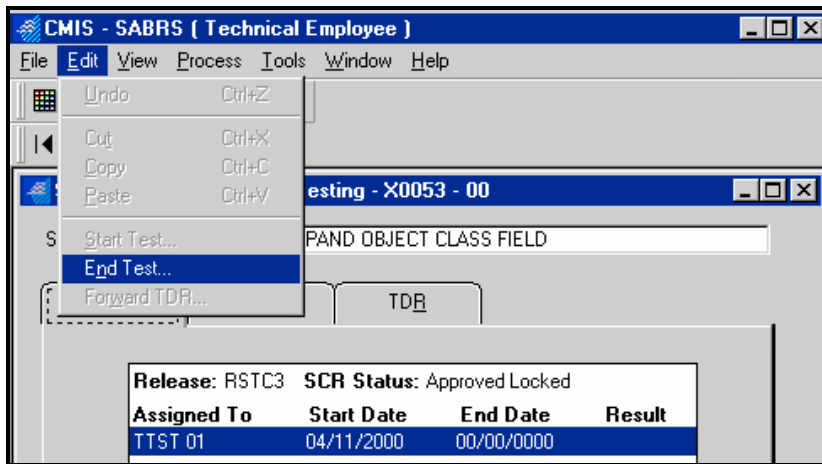 CMIS - SABRS ( Technical Employee )
File Edit View Process Tools Window Help
Undo Ctrl+Z
Cut Ctrl+X
Copy Ctrl+C
Paste Ctrl+V
esting - X0053 - 00
Start Test...
PAND OBJECT CLASS FIELD
End Test...
Forward TDR...
TDR
Release: RSTC3 SCR Status: Approved Locked
Assigned To Start Date End Date Result
TTST 01 04/11/2000 00/00/0000